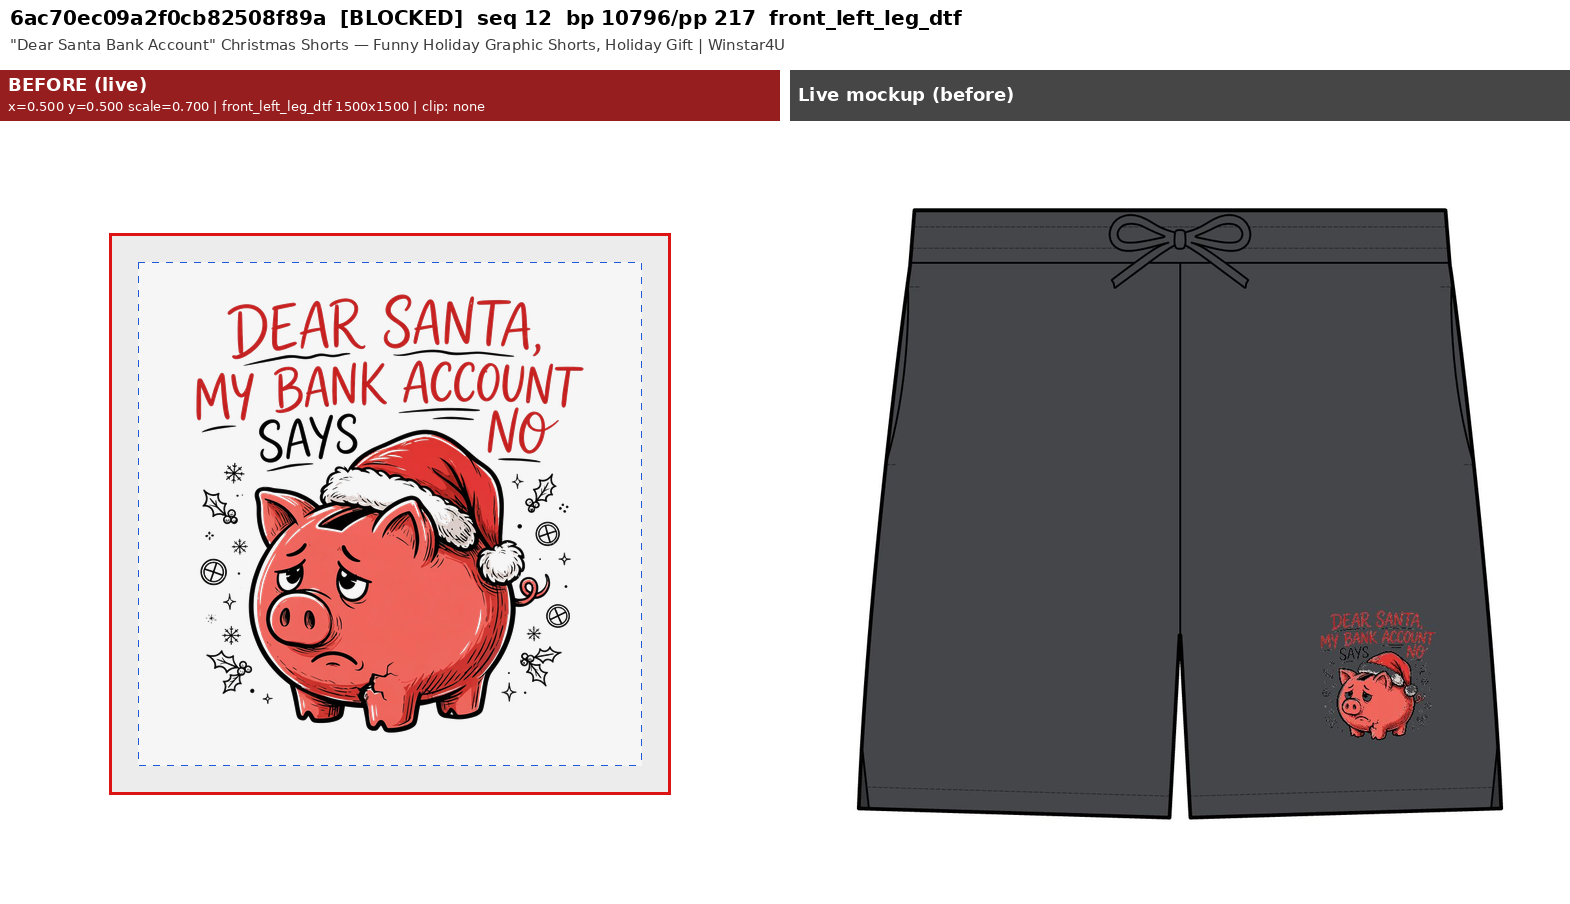 6ac70ec09a2f0cb82508f89a [BLOCKED] seq 12 bp 10796/pp 217 front_left_leg_dtf
"Dear Santa Bank Account" Christmas Shorts — Funny Holiday Graphic Shorts, Holiday Gift | Winstar4U
BEFORE (live)
x=0.500 y=0.500 scale=0.700 | front_left_leg_dtf 1500x1500 | clip: none
Live mockup (before)
DEAR SANTA,
MY BANK ACCOUNT
SAYS NO
DEAR SANTA,
MY BANK ACCOUNT
SAYS NO